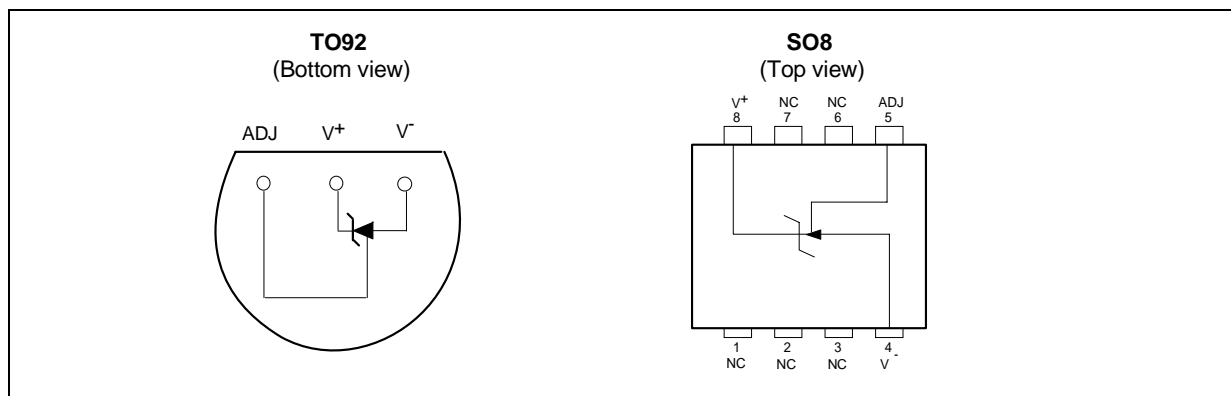 TO92
(Bottom view)
ADJ V+ V-
SO8
(Top view)
V+ NC NC ADJ
8 7 6 5
1 2 3 4
NC NC NC V-